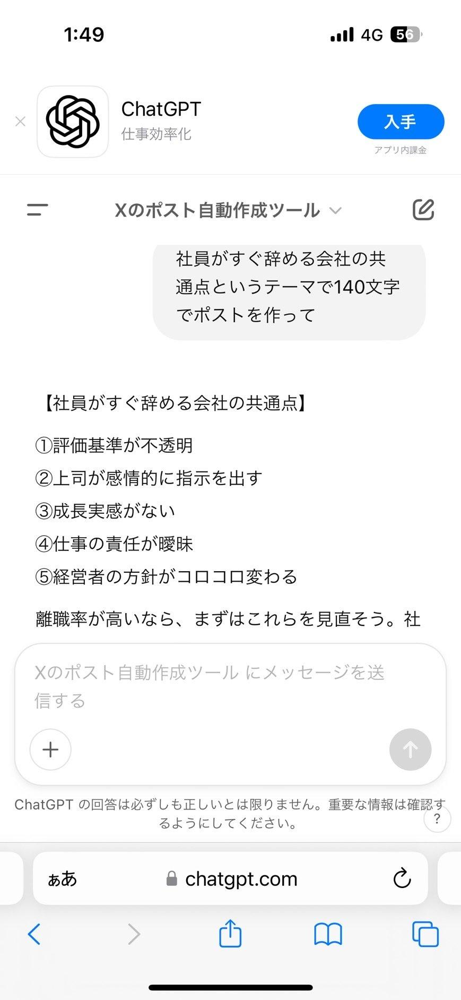 1:49
4G 56
ChatGPT
仕事効率化
入手
アプリ内課金
Xのポスト自動作成ツール
社員がすぐ辞める会社の共
通点というテーマで140文字
でポストを作って
【社員がすぐ辞める会社の共通点】
①評価基準が不透明
②上司が感情的に指示を出す
③成長実感がない
④仕事の責任が曖昧
⑤経営者の方針がコロコロ変わる
離職率が高いなら、まずはこれらを見直そう。社
Xのポスト自動作成ツール にメッセージを送
信する
ChatGPT の回答は必ずしも正しいとは限りません。重要な情報は確認す
るようにしてください。
?
ぁあ
chatgpt.com